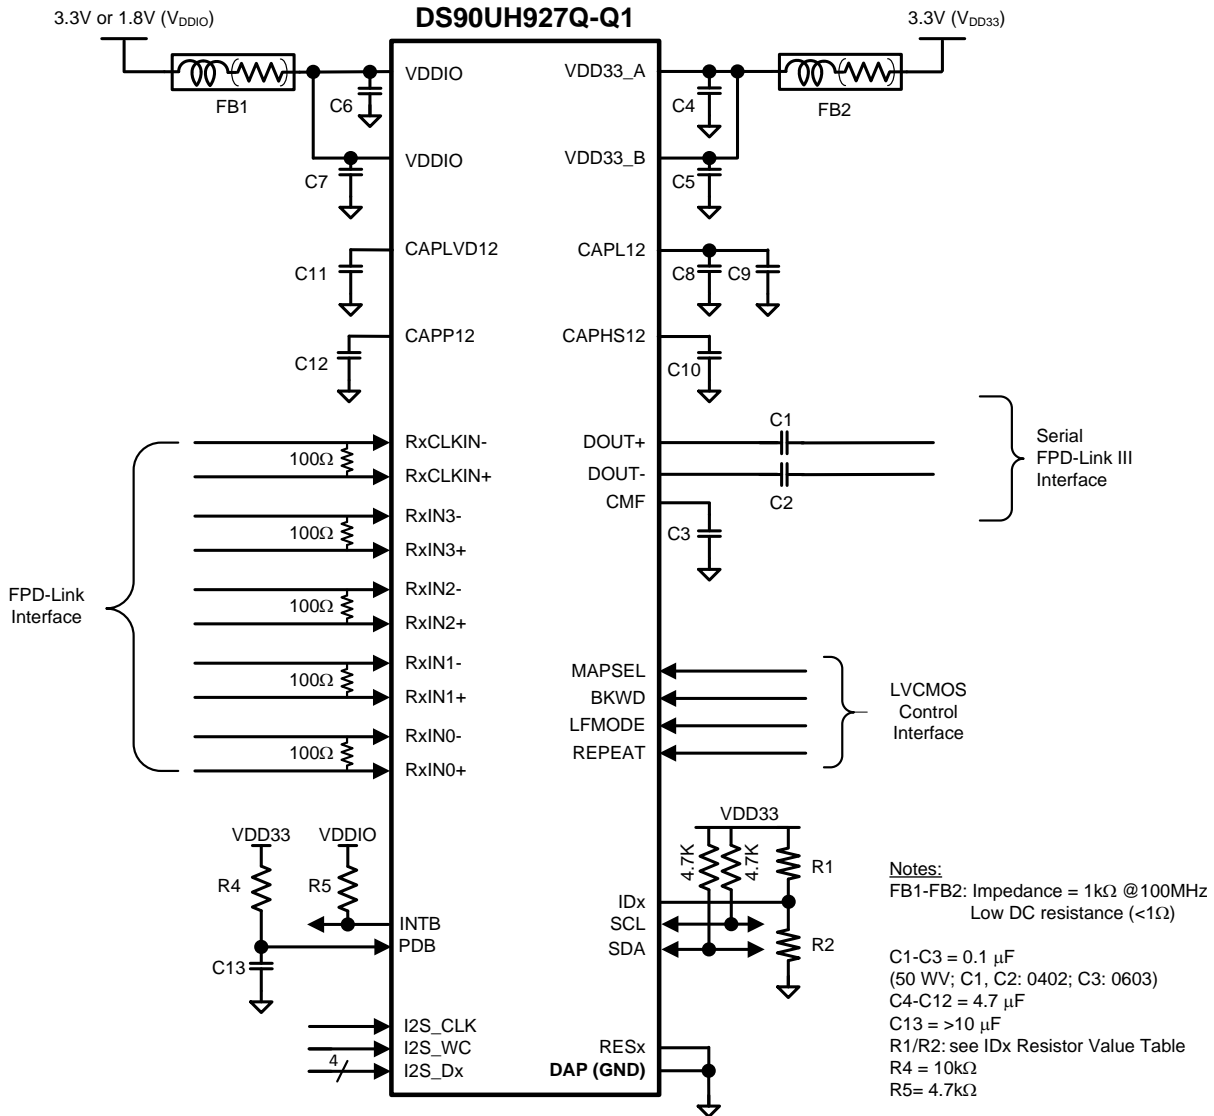 DS90UH927Q-Q1
3.3V or 1.8V (VDDIO)
3.3V (VDD33)
FB1
FB2
VDDIO
C6
VDD33_A
C4
VDDIO
C7
VDD33_B
C5
CAPLVD12
C11
CAPL12
C8
C9
CAPP12
C12
CAPHS12
C10
FPD-Link
Interface
RxCLKIN-
100Ω
RxCLKIN+
RxIN3-
100Ω
RxIN3+
RxIN2-
100Ω
RxIN2+
RxIN1-
100Ω
RxIN1+
RxIN0-
100Ω
RxIN0+
DOUT+
C1
DOUT-
C2
CMF
C3
Serial
FPD-Link III
Interface
MAPSEL
BKWD
LFMODE
REPEAT
LVCMOS
Control
Interface
VDD33
VDDIO
R4
R5
INTB
PDB
C13
VDD33
4.7K
4.7K
R1
IDx
SCL
SDA
R2
I2S_CLK
I2S_WC
4
I2S_Dx
RESx
DAP (GND)
Notes:
FB1-FB2: Impedance = 1kΩ @100MHz
Low DC resistance (<1Ω)
C1-C3 = 0.1 μF
(50 WV; C1, C2: 0402; C3: 0603)
C4-C12 = 4.7 μF
C13 = >10 μF
R1/R2: see IDx Resistor Value Table
R4 = 10kΩ
R5= 4.7kΩ